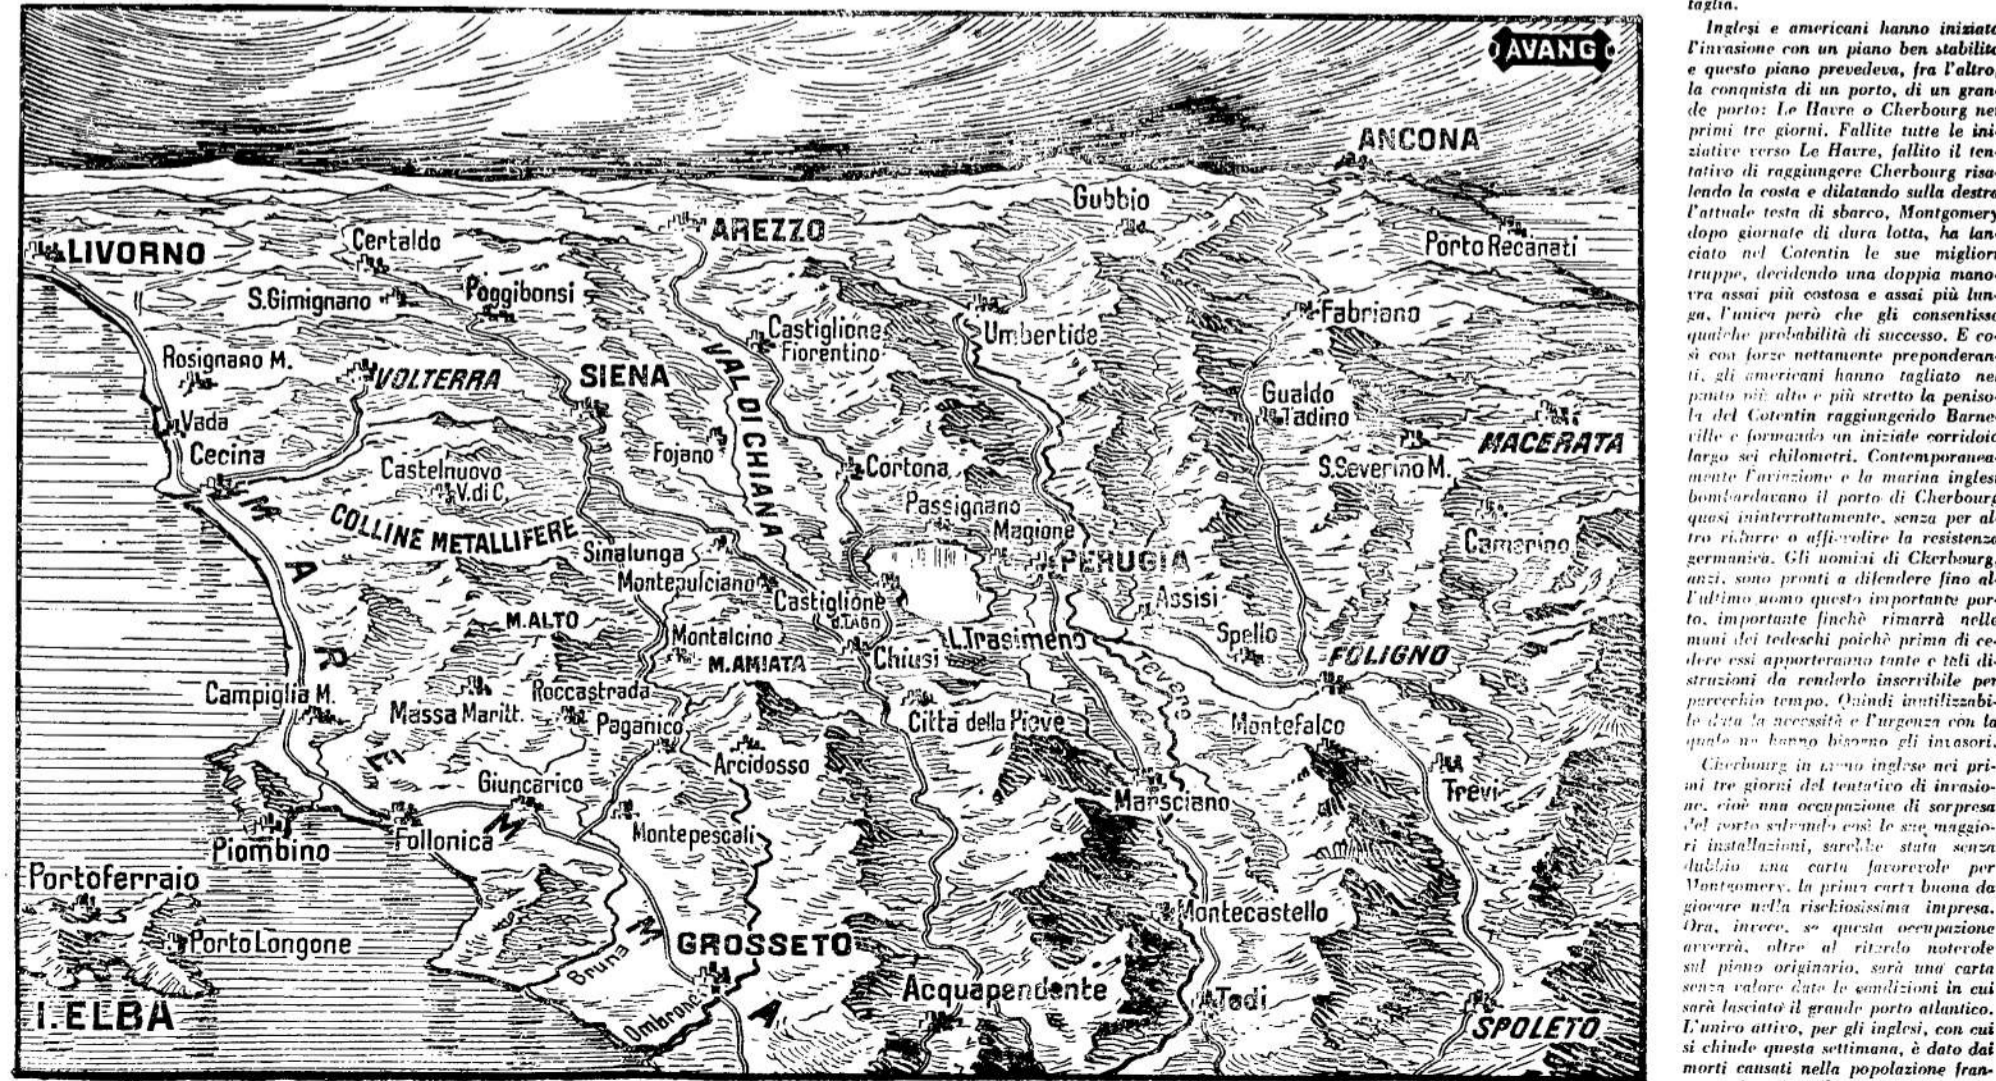 AVANG
ANCONA
Gubbio
AREZZO
Porto Recanati
LIVORNO
Certaldo
S.Gimignano
Poggibonsi
Castiglione
Fiorentino
Umbertide
Fabriano
Rosignano M.
VOLTERRA
SIENA
VAL DI CHIANA
Gualdo
Tadino
Vada
Cecina
Fojano
Cortona
MACERATA
S.Severino M.
Castelnuovo
V.di C.
Passignano
Magione
COLLINE METALLIFERE
Sinalunga
PERUGIA
Camerino
Montepulciano
Castiglione
d.LAGO
Assisi
M.ALTO
Montalcino
M.AMIATA
Chiusi
L.Trasimeno
Spello
FOLIGNO
Tevere
Campiglia M.
Massa Maritt.
Roccastrada
Paganico
Città della Pieve
Montefalco
Arcidosso
Giuncarico
Marsciano
Trevi
MAREMMA
Piombino
Follonica
Montepescali
Portoferraio
Porto Longone
Montecastello
GROSSETO
Bruna
Ombrone
Acquapendente
Todi
I.ELBA
SPOLETO
taglia.
Inglesi e americani hanno iniziato
l'invasione con un piano ben stabilito
e questo piano prevedeva, fra l'altro,
la conquista di un porto, di un gran-
de porto: Le Havre o Cherbourg nei
primi tre giorni. Fallite tutte le ini-
ziative verso Le Havre, fallito il ten-
tativo di raggiungere Cherbourg risa-
lendo la costa e dilatando sulla destra
l'attuale testa di sbarco, Montgomery
dopo giornate di dura lotta, ha lan-
ciato nel Cotentin le sue migliori
truppe, decidendo una doppia mano-
vra assai più costosa e assai più lun-
ga, l'unica però che gli consentisse
qualche probabilità di successo. E co-
sì con forze nettamente preponderan-
ti, gli americani hanno tagliato nel
punto più alto e più stretto la peniso-
la del Cotentin raggiungendo Barne-
ville e formando un iniziale corridoio
largo sei chilometri. Contemporanea-
mente l'aviazione e la marina inglesi
bombardavano il porto di Cherbourg
quasi ininterrottamente, senza per al-
tro ridurre o affievolire la resistenza
germanica. Gli uomini di Ckerbourg,
anzi, sono pronti a difendere fino al-
l'ultimo uomo questo importante por-
to, importante finchè rimarrà nelle
mani dei tedeschi poichè prima di ce-
dere essi apporteranno tante e tali di-
struzioni da renderlo inservibile per
parecchio tempo. Quindi inutilizzabi-
le data la necessità e l'urgenza con la
quale ne hanno bisogno gli invasori.
Cherbourg in mano inglese nei pri-
mi tre giorni del tentativo di invasio-
ne, cioè una occupazione di sorpresa
del porto salvando così le sue maggio-
ri installazioni, sarebbe stata senza
dubbio una carta favorevole per
Montgomery, la prima carta buona da
giocare nella rischiosissima impresa.
Ora, invece, se questa occupazione
avverrà, oltre al ritardo notevole
sul piano originario, sarà una carta
senza valore date le condizioni in cui
sarà lasciato il grande porto atlantico.
L'unico attivo, per gli inglesi, con cui
si chiude questa settimana, è dato dai
morti causati nella popolazione fran-